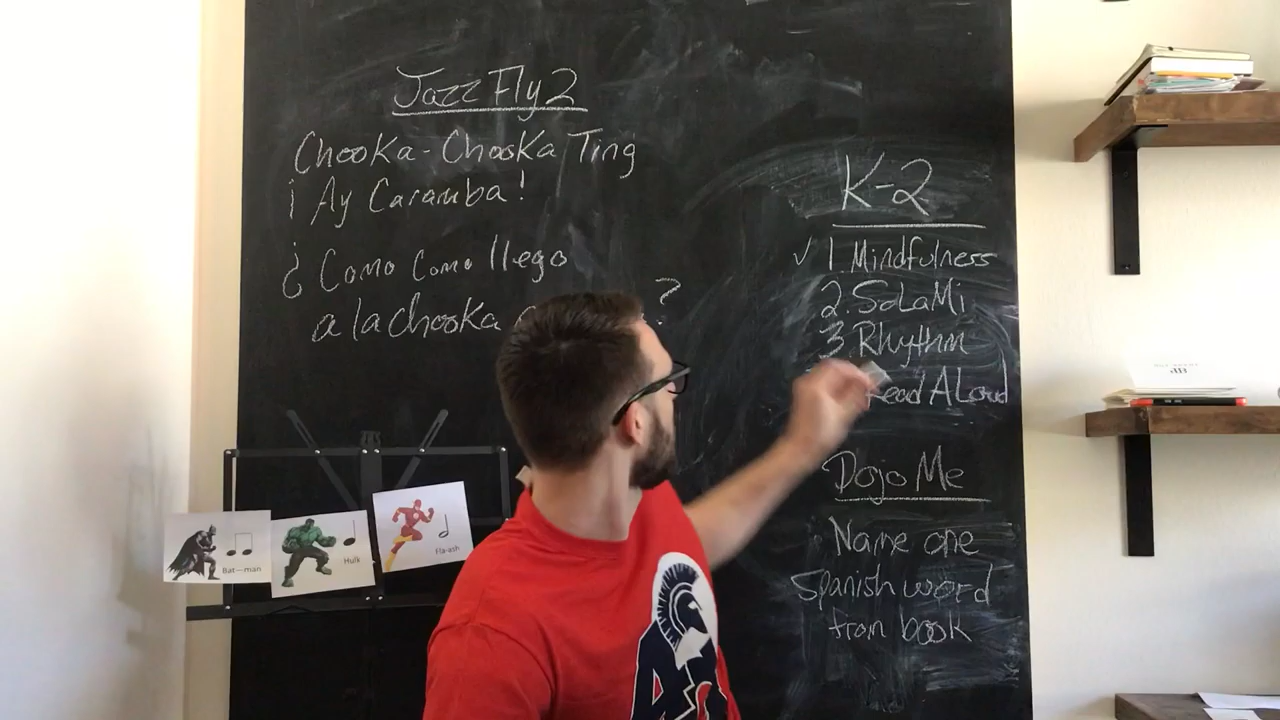 Jazz Fly 2
Chooka-Chooka Ting
¡Ay Caramba!
¿Como Como llego
a la chooka ?
K-2
✓ 1. Mindfulness
2. SoLaMi
3. Rhythm
Read ALoud
Dojo Me
Name one
Spanish word
from book
Bat-man
Hulk
Fla-ash